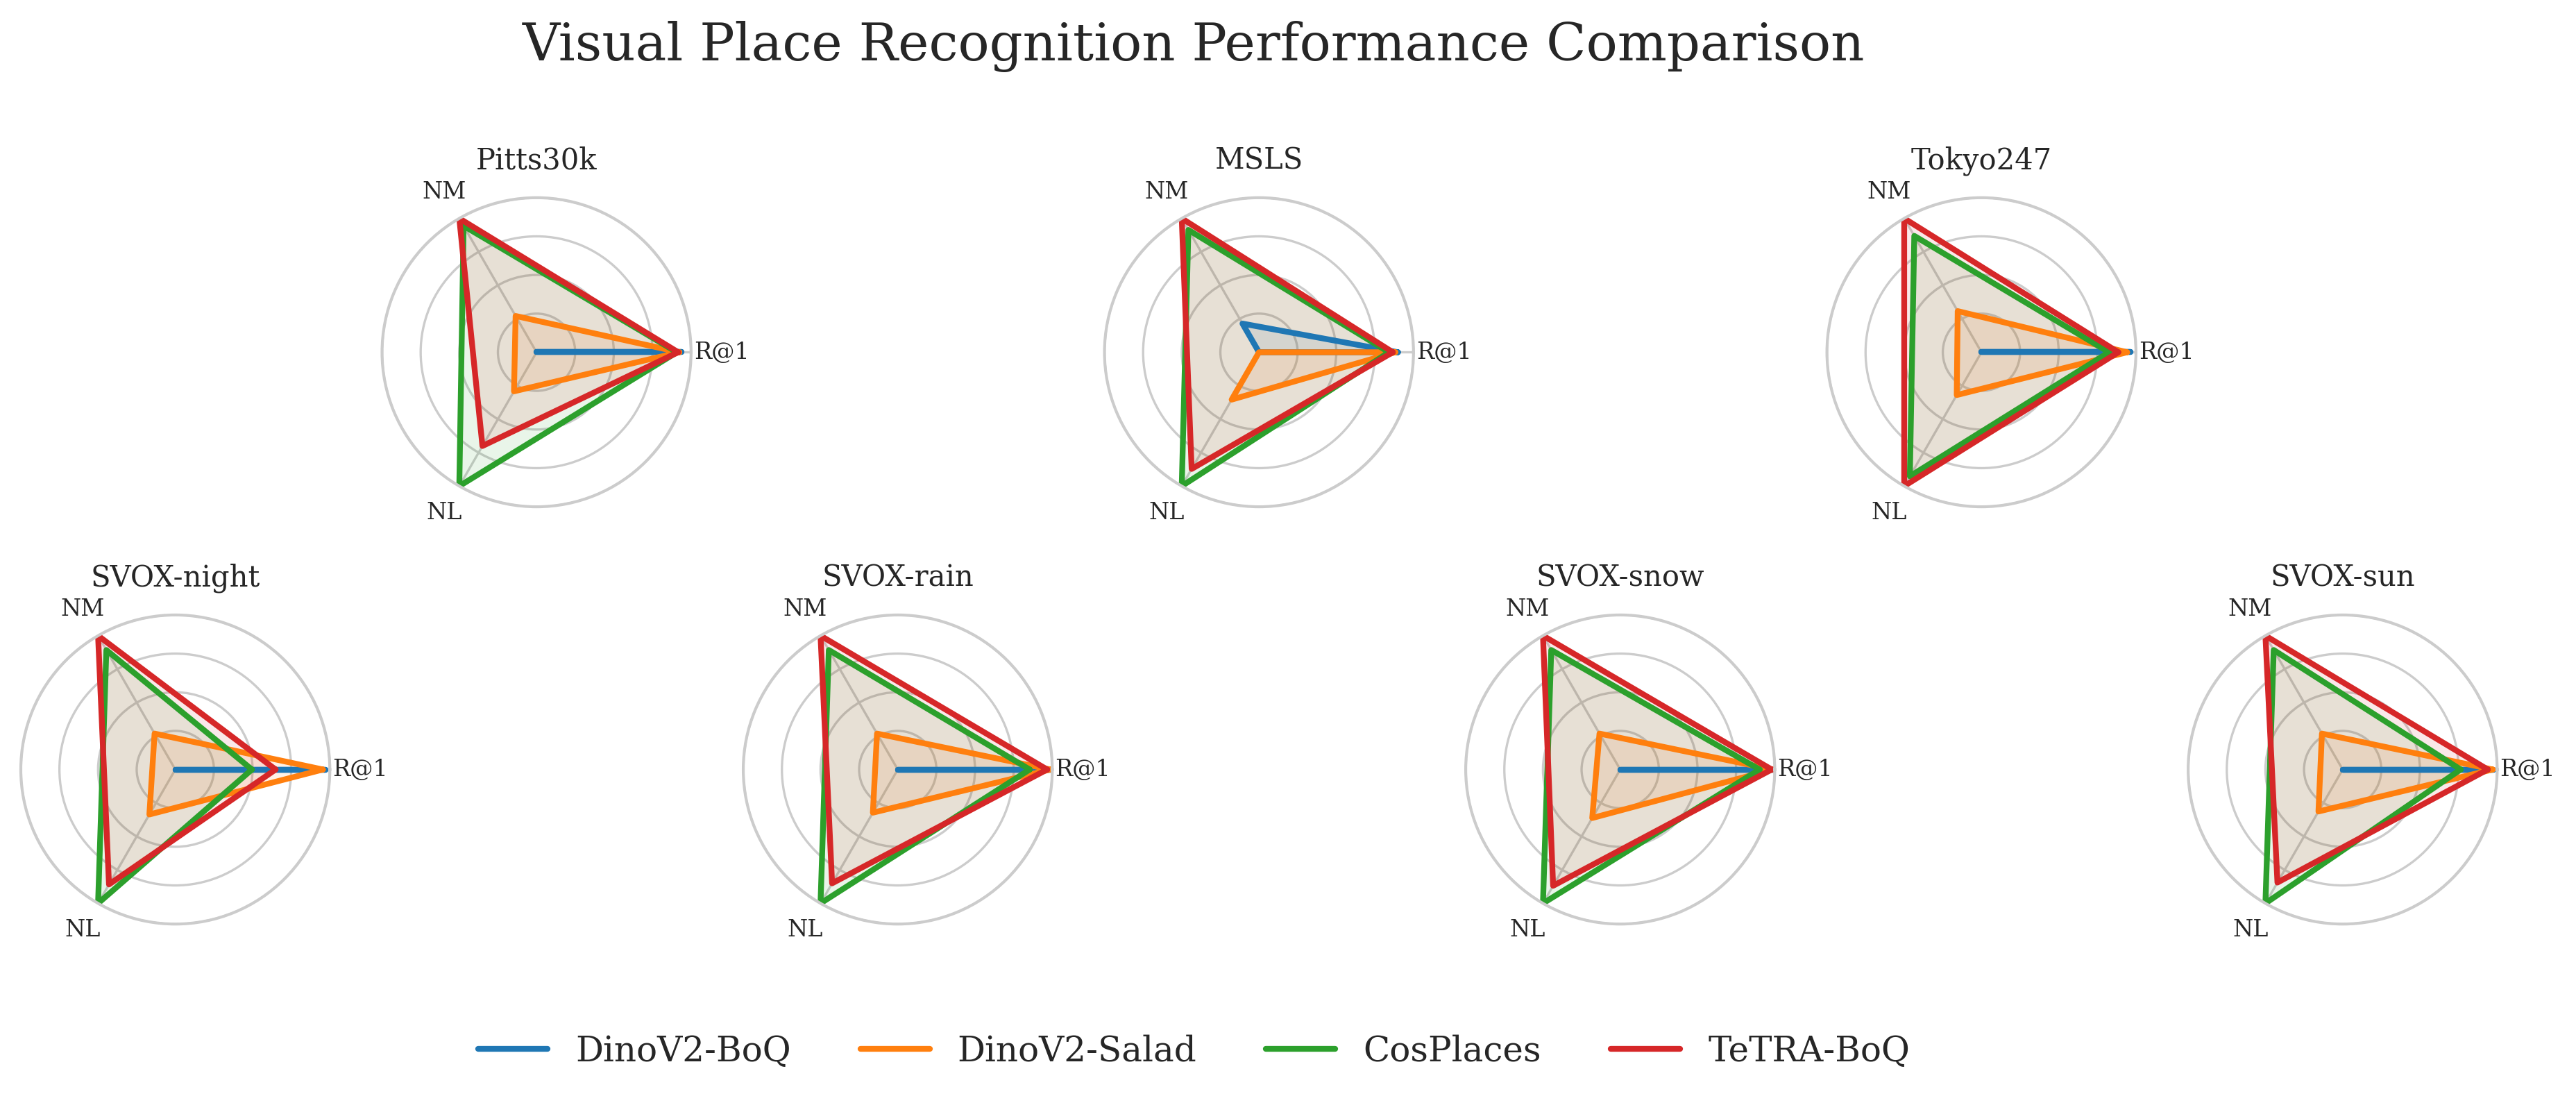 Visual Place Recognition Performance Comparison
Pitts30k
NM
R@1
NL
MSLS
NM
R@1
NL
Tokyo247
NM
R@1
NL
SVOX-night
NM
R@1
NL
SVOX-rain
NM
R@1
NL
SVOX-snow
NM
R@1
NL
SVOX-sun
NM
R@1
NL
DinoV2-BoQ
DinoV2-Salad
CosPlaces
TeTRA-BoQ